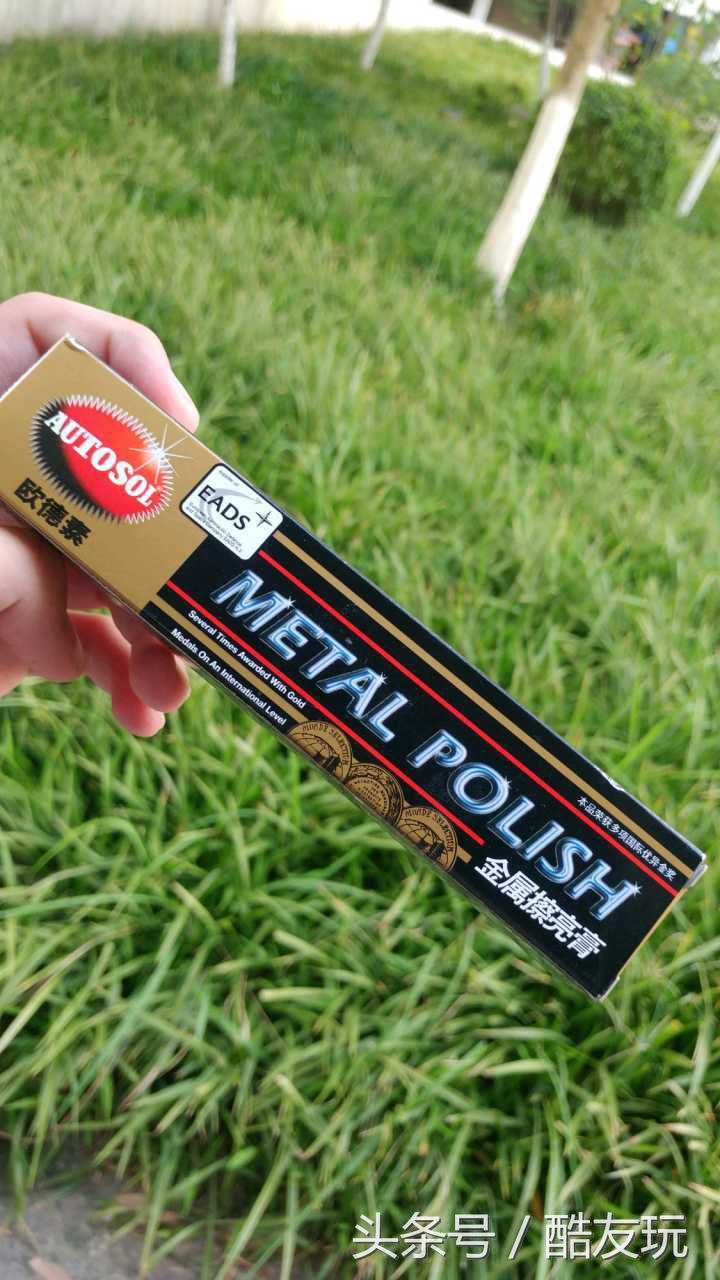 AUTOSOL
欧德素
EADS
METAL POLISH
Several Times Awarded With Gold
Medals On An International Level
MONDE SELECTION
本品荣获多项国际优异金奖
金属擦亮膏
头条号 / 酷友玩